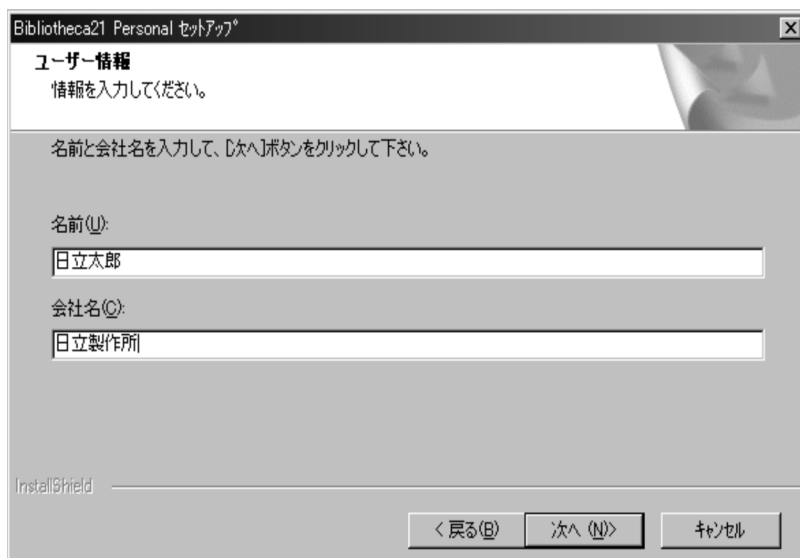 Bibliotheca21 Personal セットアップ
ユーザー情報
情報を入力してください。
名前と会社名を入力して、[次へ]ボタンをクリックして下さい。
名前(U):
日立太郎
会社名(C):
日立製作所
InstallShield
< 戻る(B) 次へ (N)> キャンセル